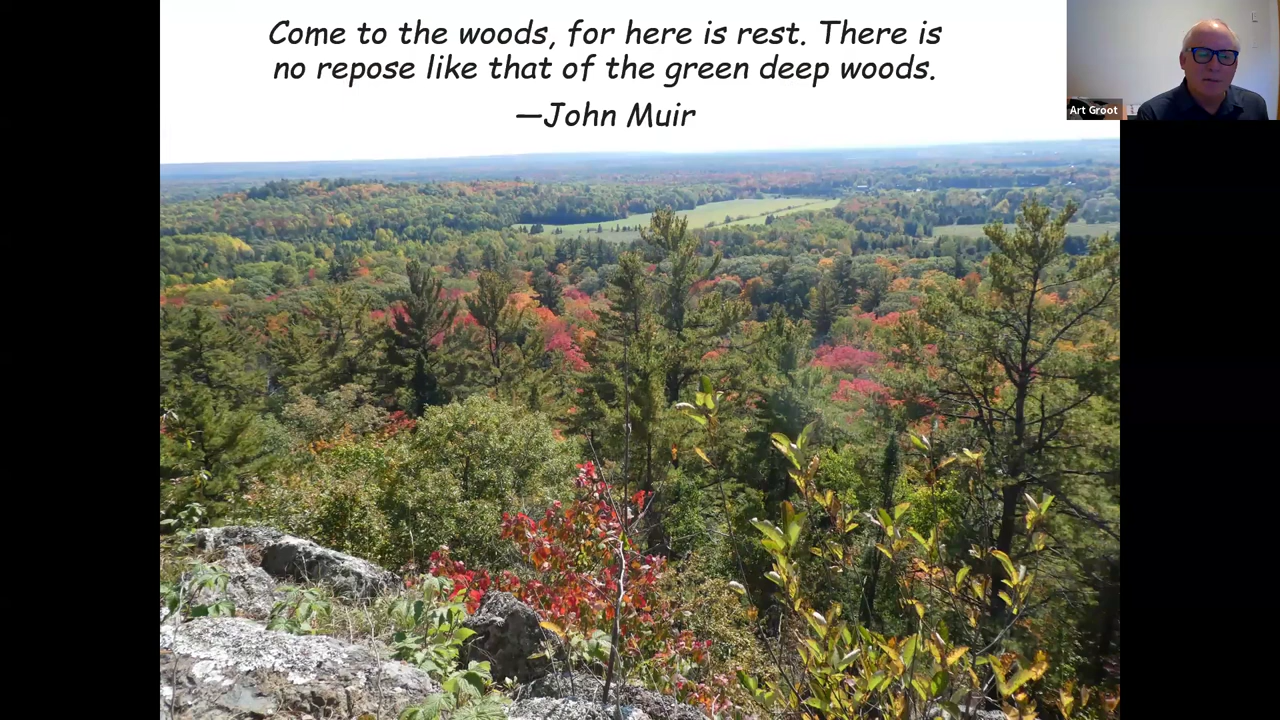 Come to the woods, for here is rest. There is
no repose like that of the green deep woods.
—John Muir
Art Groot